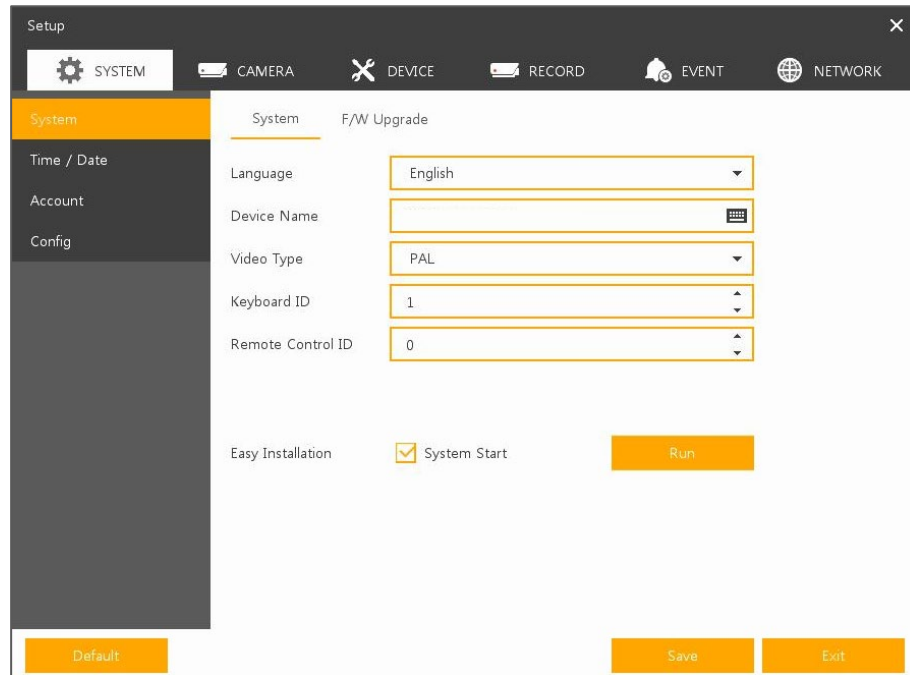 Setup
SYSTEM CAMERA DEVICE RECORD EVENT NETWORK
System
Time / Date
Account
Config
System F/W Upgrade
Language English
Device Name
Video Type PAL
Keyboard ID 1
Remote Control ID 0
Easy Installation System Start Run
Default Save Exit